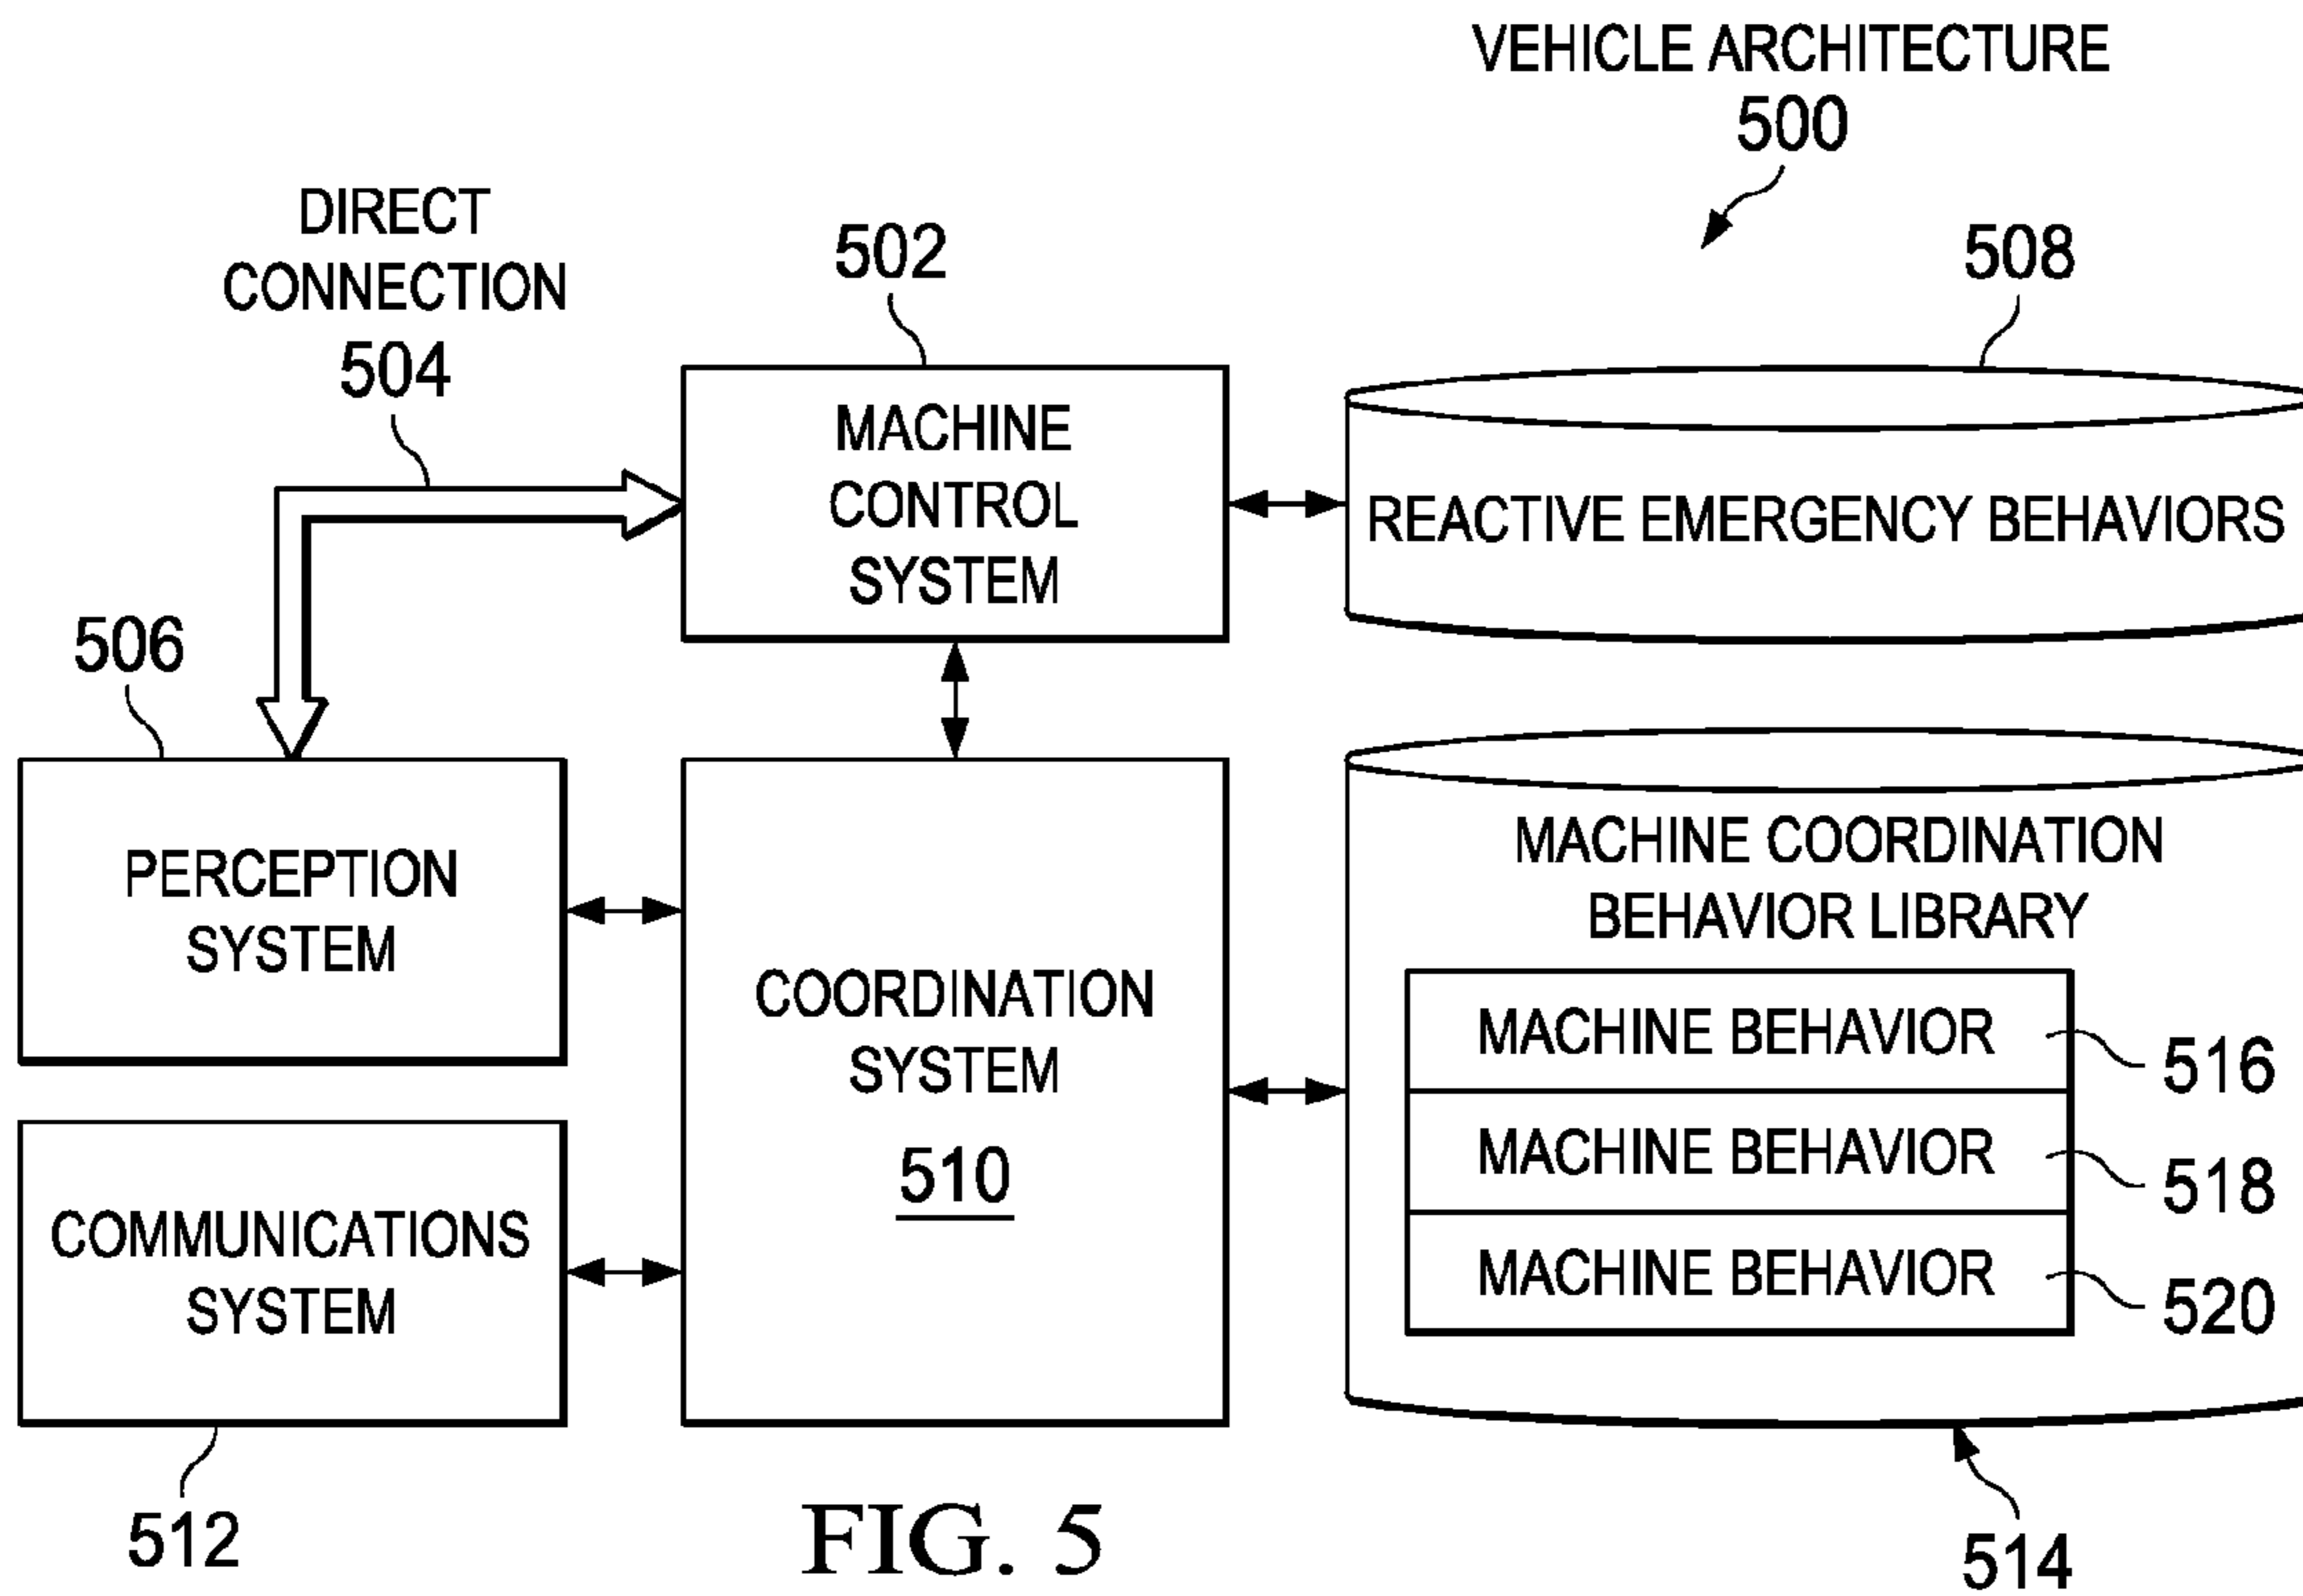 VEHICLE ARCHITECTURE
500
DIRECT
CONNECTION
504
502
508
MACHINE
CONTROL
SYSTEM
REACTIVE EMERGENCY BEHAVIORS
506
PERCEPTION
SYSTEM
COORDINATION
SYSTEM
510
MACHINE COORDINATION
BEHAVIOR LIBRARY
MACHINE BEHAVIOR
516
MACHINE BEHAVIOR
518
MACHINE BEHAVIOR
520
COMMUNICATIONS
SYSTEM
512
514
FIG. 5